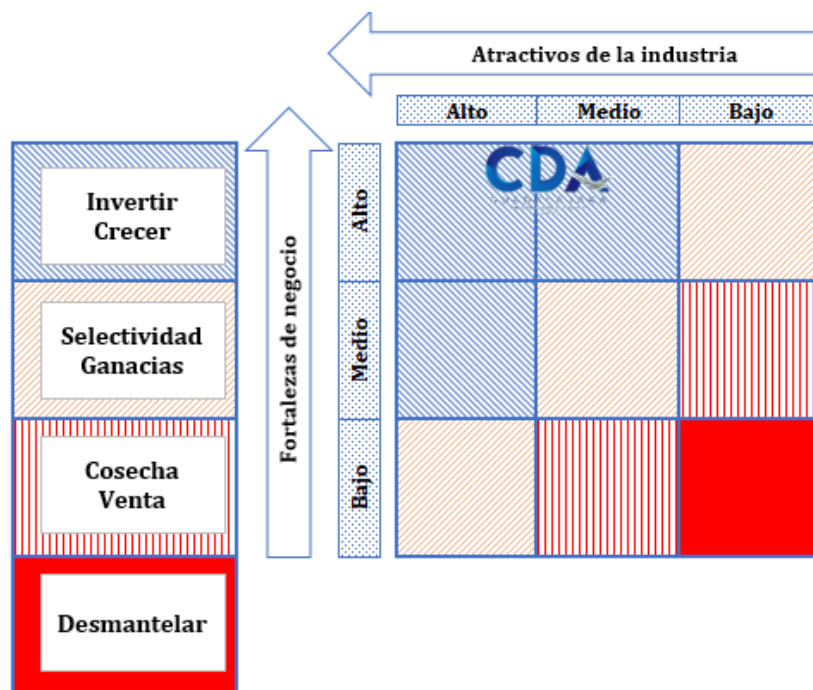 Atractivos de la industria
Alto
Medio
Bajo
Invertir
Crecer
Selectividad
Ganacias
Cosecha
Venta
Desmantelar
Fortalezas de negocio
Alto
Medio
Bajo
CDA
GUADALAJARA